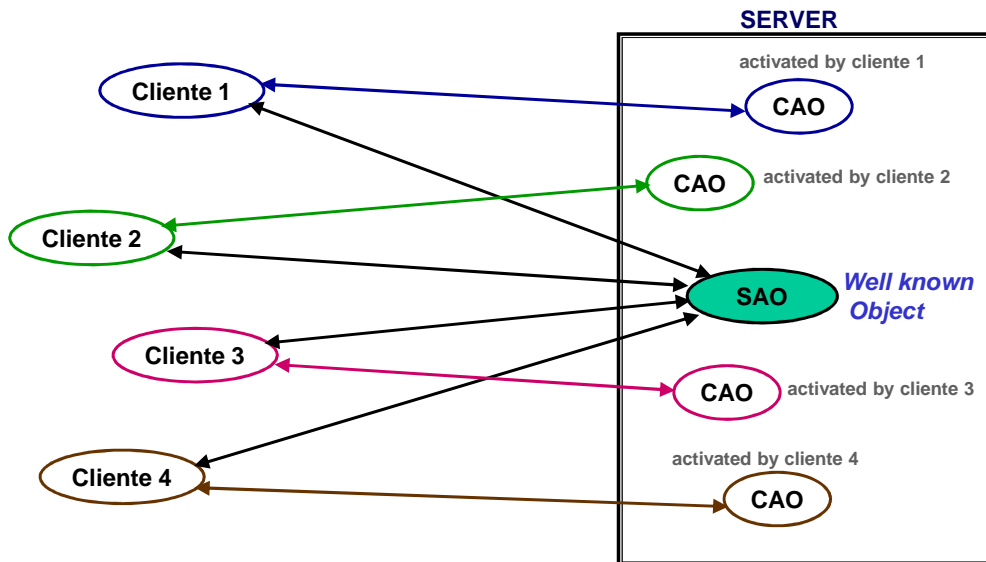 SERVER
activated by cliente 1
Cliente 1
CAO
CAO
activated by cliente 2
Cliente 2
SAO
Well known
Object
Cliente 3
CAO
activated by cliente 3
activated by cliente 4
Cliente 4
CAO